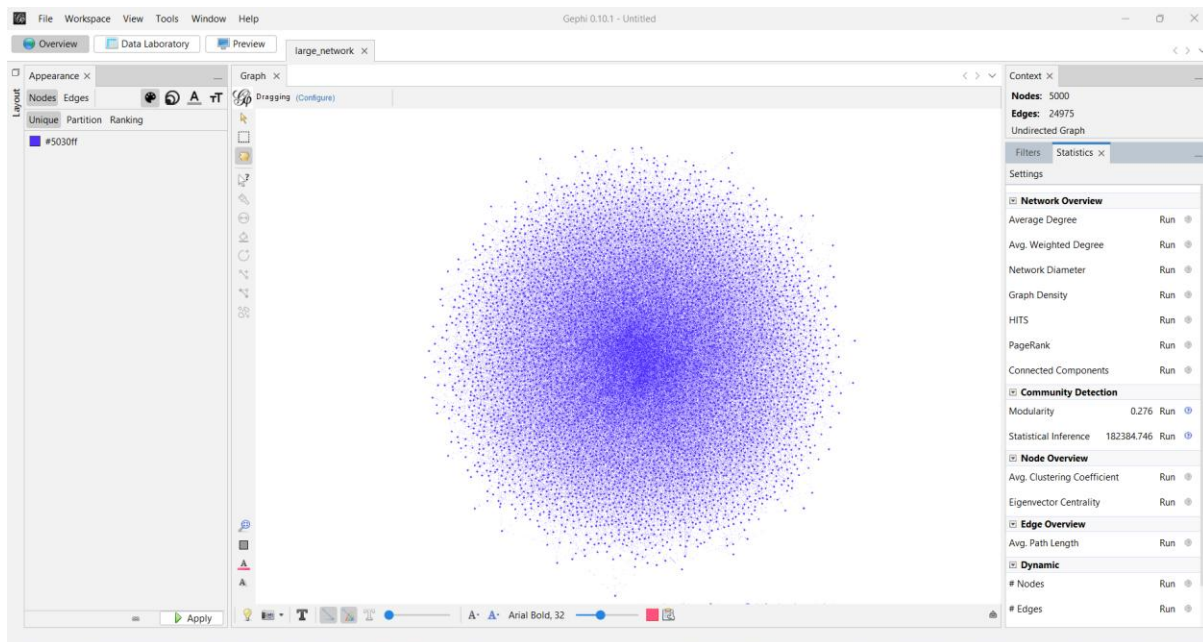 File Workspace View Tools Window Help
Gephi 0.10.1 - Untitled
Overview
Data Laboratory
Preview
large_network
Layout
Appearance
Nodes Edges
Unique Partition Ranking
#5030ff
Apply
Graph
Dragging (Configure)
Arial Bold, 32
Context
Nodes: 5000
Edges: 24975
Undirected Graph
Filters Statistics
Settings
Network Overview
Average Degree Run
Avg. Weighted Degree Run
Network Diameter Run
Graph Density Run
HITS Run
PageRank Run
Connected Components Run
Community Detection
Modularity 0.276 Run
Statistical Inference 182384.746 Run
Node Overview
Avg. Clustering Coefficient Run
Eigenvector Centrality Run
Edge Overview
Avg. Path Length Run
Dynamic
# Nodes Run
# Edges Run